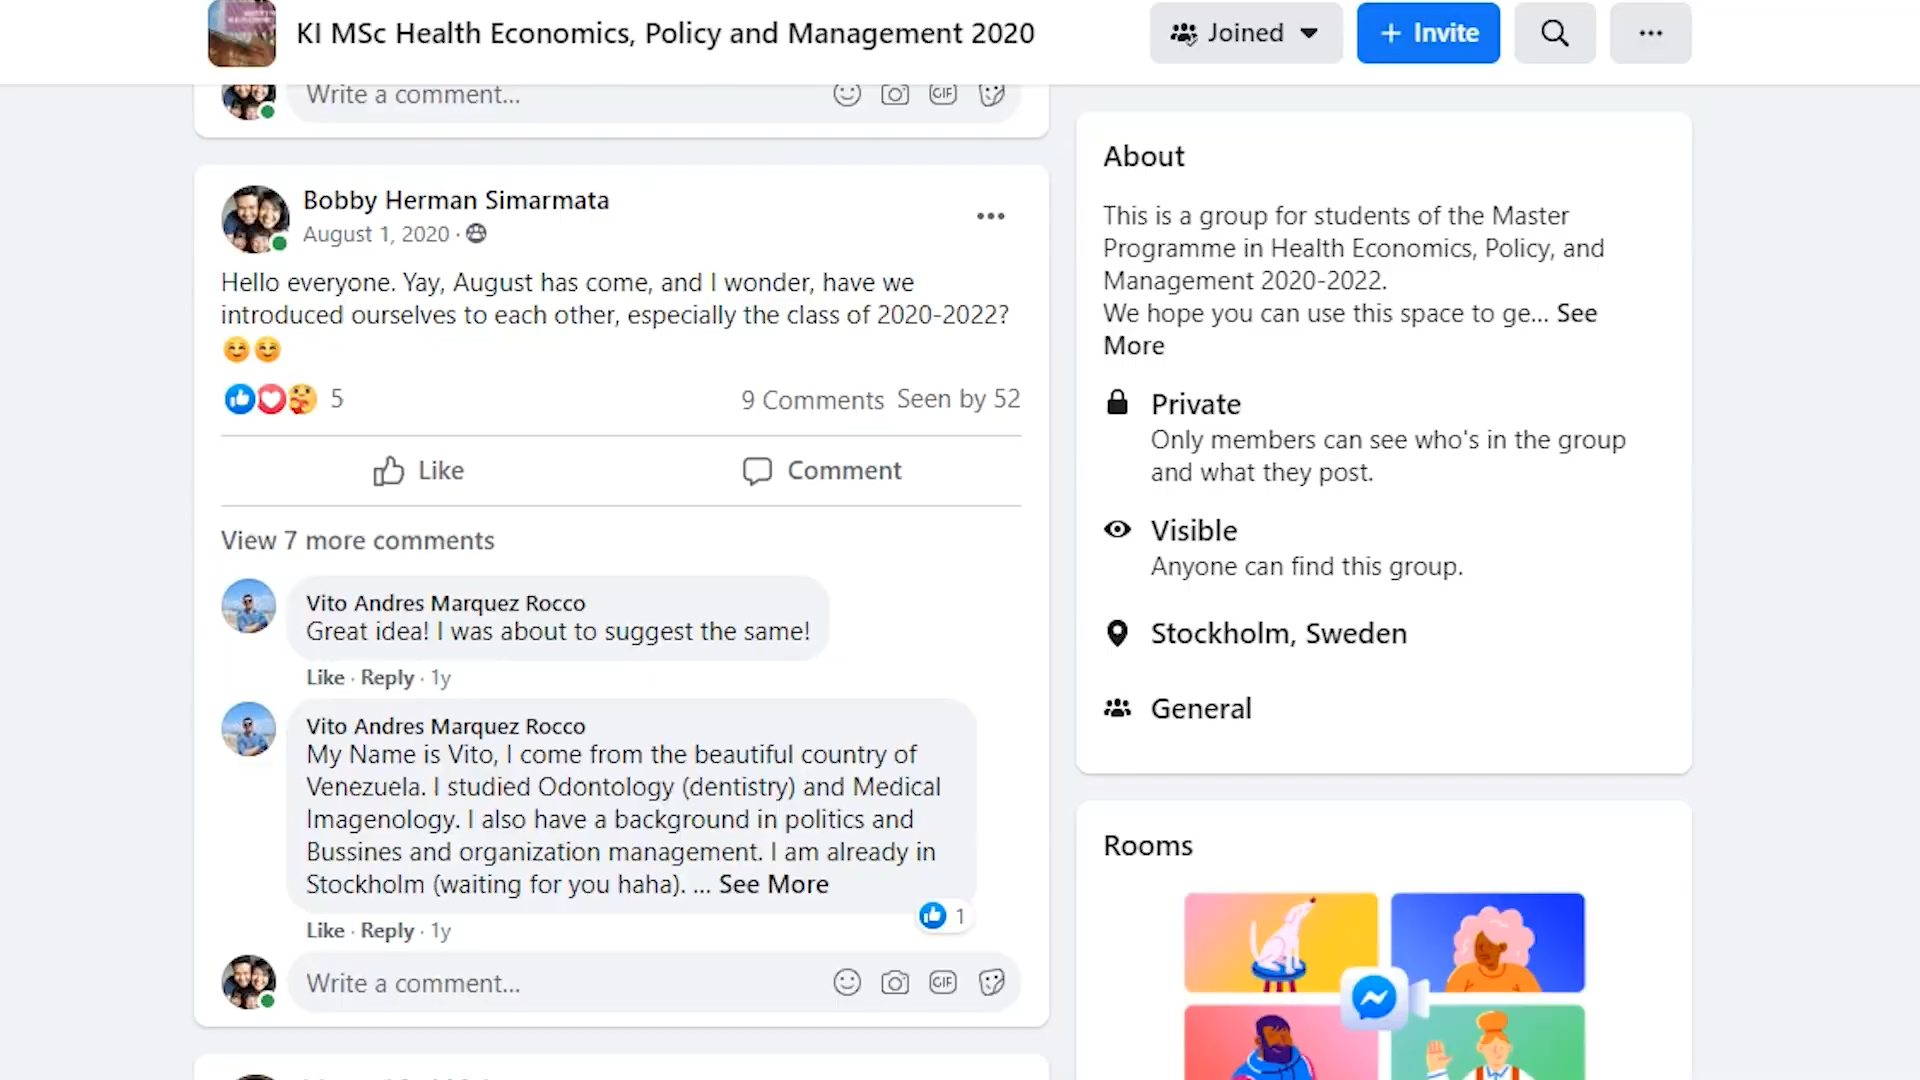 KI MSc Health Economics, Policy and Management 2020
Joined
+ Invite
Write a comment...
GIF
Bobby Herman Simarmata
August 1, 2020 ·
Hello everyone. Yay, August has come, and I wonder, have we
introduced ourselves to each other, especially the class of 2020-2022?
5
9 Comments Seen by 52
Like
Comment
View 7 more comments
Vito Andres Marquez Rocco
Great idea! I was about to suggest the same!
Like · Reply · 1y
Vito Andres Marquez Rocco
My Name is Vito, I come from the beautiful country of
Venezuela. I studied Odontology (dentistry) and Medical
Imagenology. I also have a background in politics and
Bussines and organization management. I am already in
Stockholm (waiting for you haha). ... See More
1
Like · Reply · 1y
Write a comment...
GIF
About
This is a group for students of the Master
Programme in Health Economics, Policy, and
Management 2020-2022.
We hope you can use this space to ge... See
More
Private
Only members can see who's in the group
and what they post.
Visible
Anyone can find this group.
Stockholm, Sweden
General
Rooms